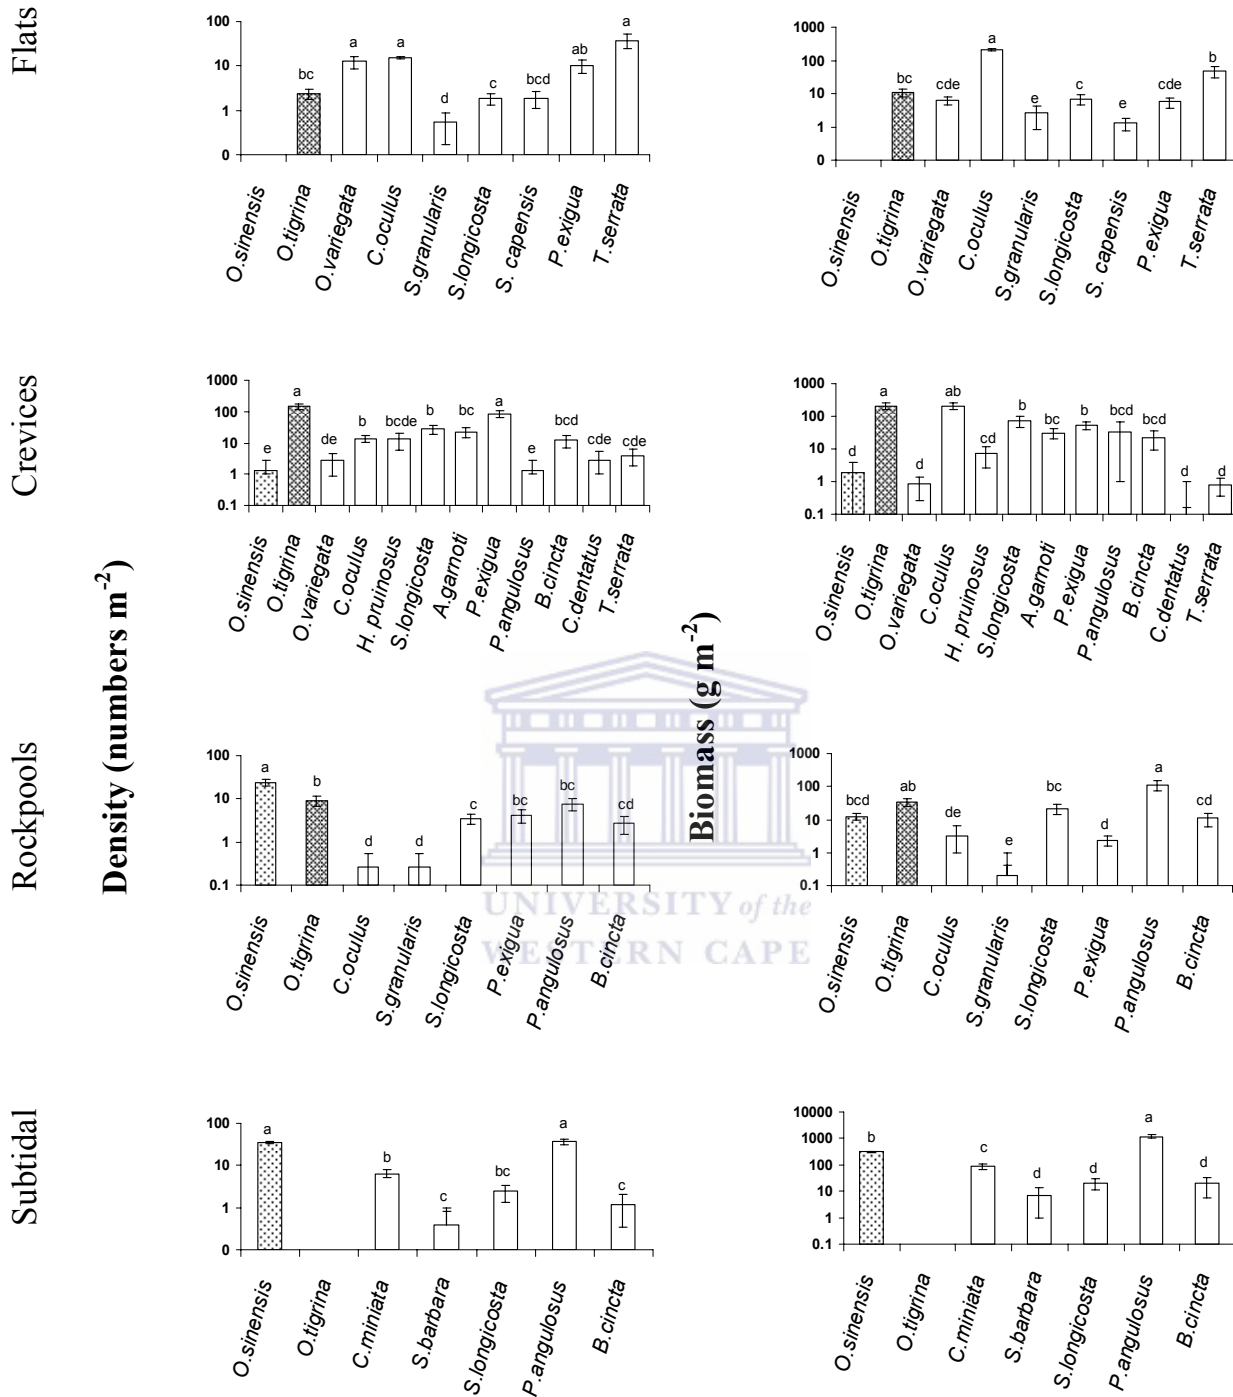 Flats
100
10
1
0
bc
a
a
d
c
bcd
ab
a
O.sinensis
O.tigrina
O.variegata
C.oculus
S.granularis
S.longicosta
S. capensis
P.exigua
T.serrata
1000
100
10
1
0
bc
cde
a
e
c
e
cde
b
O.sinensis
O.tigrina
O.variegata
C.oculus
S.granularis
S.longicosta
S. capensis
P.exigua
T.serrata
Crevices
1000
100
10
1
0.1
e
a
de
b
bcde
b
bc
a
e
bcd
cde
cde
O.sinensis
O.tigrina
O.variegata
C.oculus
H. pruinosus
S.longicosta
A.garnoti
P.exigua
P.angulosus
B.cincta
C.dentatus
T.serrata
1000
100
10
1
0.1
d
a
d
ab
cd
b
bc
b
bcd
bcd
d
d
O.sinensis
O.tigrina
O.variegata
C.oculus
H. pruinosus
S.longicosta
A.garnoti
P.exigua
P.angulosus
B.cincta
C.dentatus
T.serrata
Density (numbers m-2)
Biomass (g m-2)
Rockpools
100
10
1
0.1
a
b
d
d
c
bc
bc
cd
O.sinensis
O.tigrina
C.oculus
S.granularis
S.longicosta
P.exigua
P.angulosus
B.cincta
1000
100
10
1
0.1
bcd
ab
de
e
bc
d
a
cd
O.sinensis
O.tigrina
C.oculus
S.granularis
S.longicosta
P.exigua
P.angulosus
B.cincta
UNIVERSITY of the
WESTERN CAPE
Subtidal
100
10
1
0
a
b
c
bc
a
c
O.sinensis
O.tigrina
C.miniata
S.barbara
S.longicosta
P.angulosus
B.cincta
10000
1000
100
10
1
0.1
b
c
d
d
a
d
O.sinensis
O.tigrina
C.miniata
S.barbara
S.longicosta
P.angulosus
B.cincta